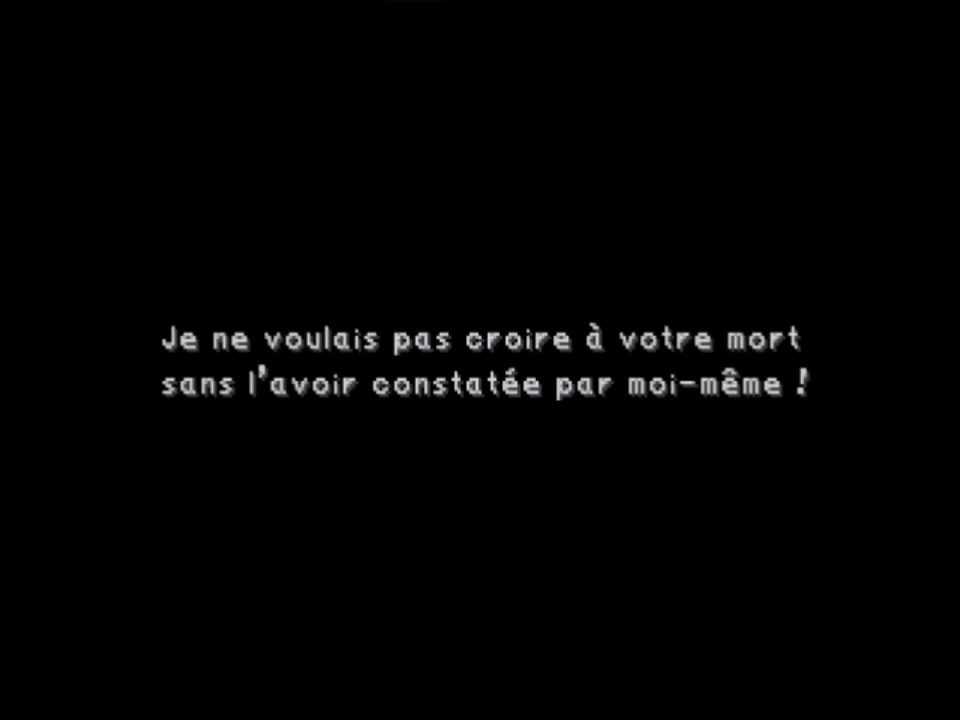 Je ne voulais pas croire à votre mort
sans l'avoir constatée par moi-même !